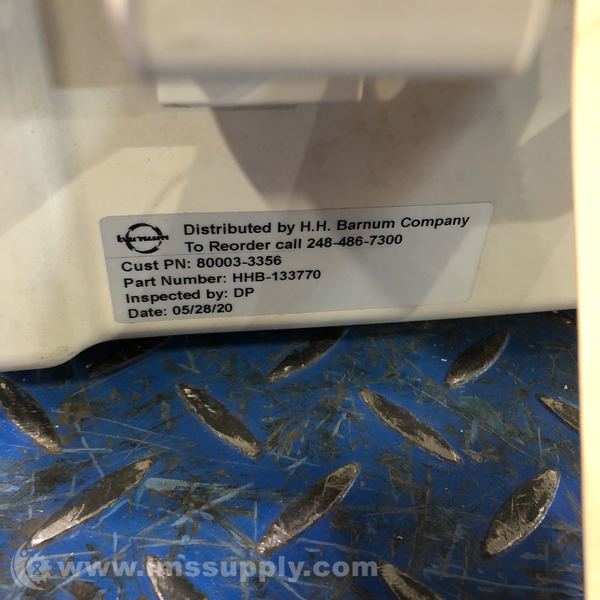 barnum
Distributed by H.H. Barnum Company
To Reorder call 248-486-7300
Cust PN: 80003-3356
Part Number: HHB-133770
Inspected by: DP
Date: 05/28/20
www.imssupply.com/